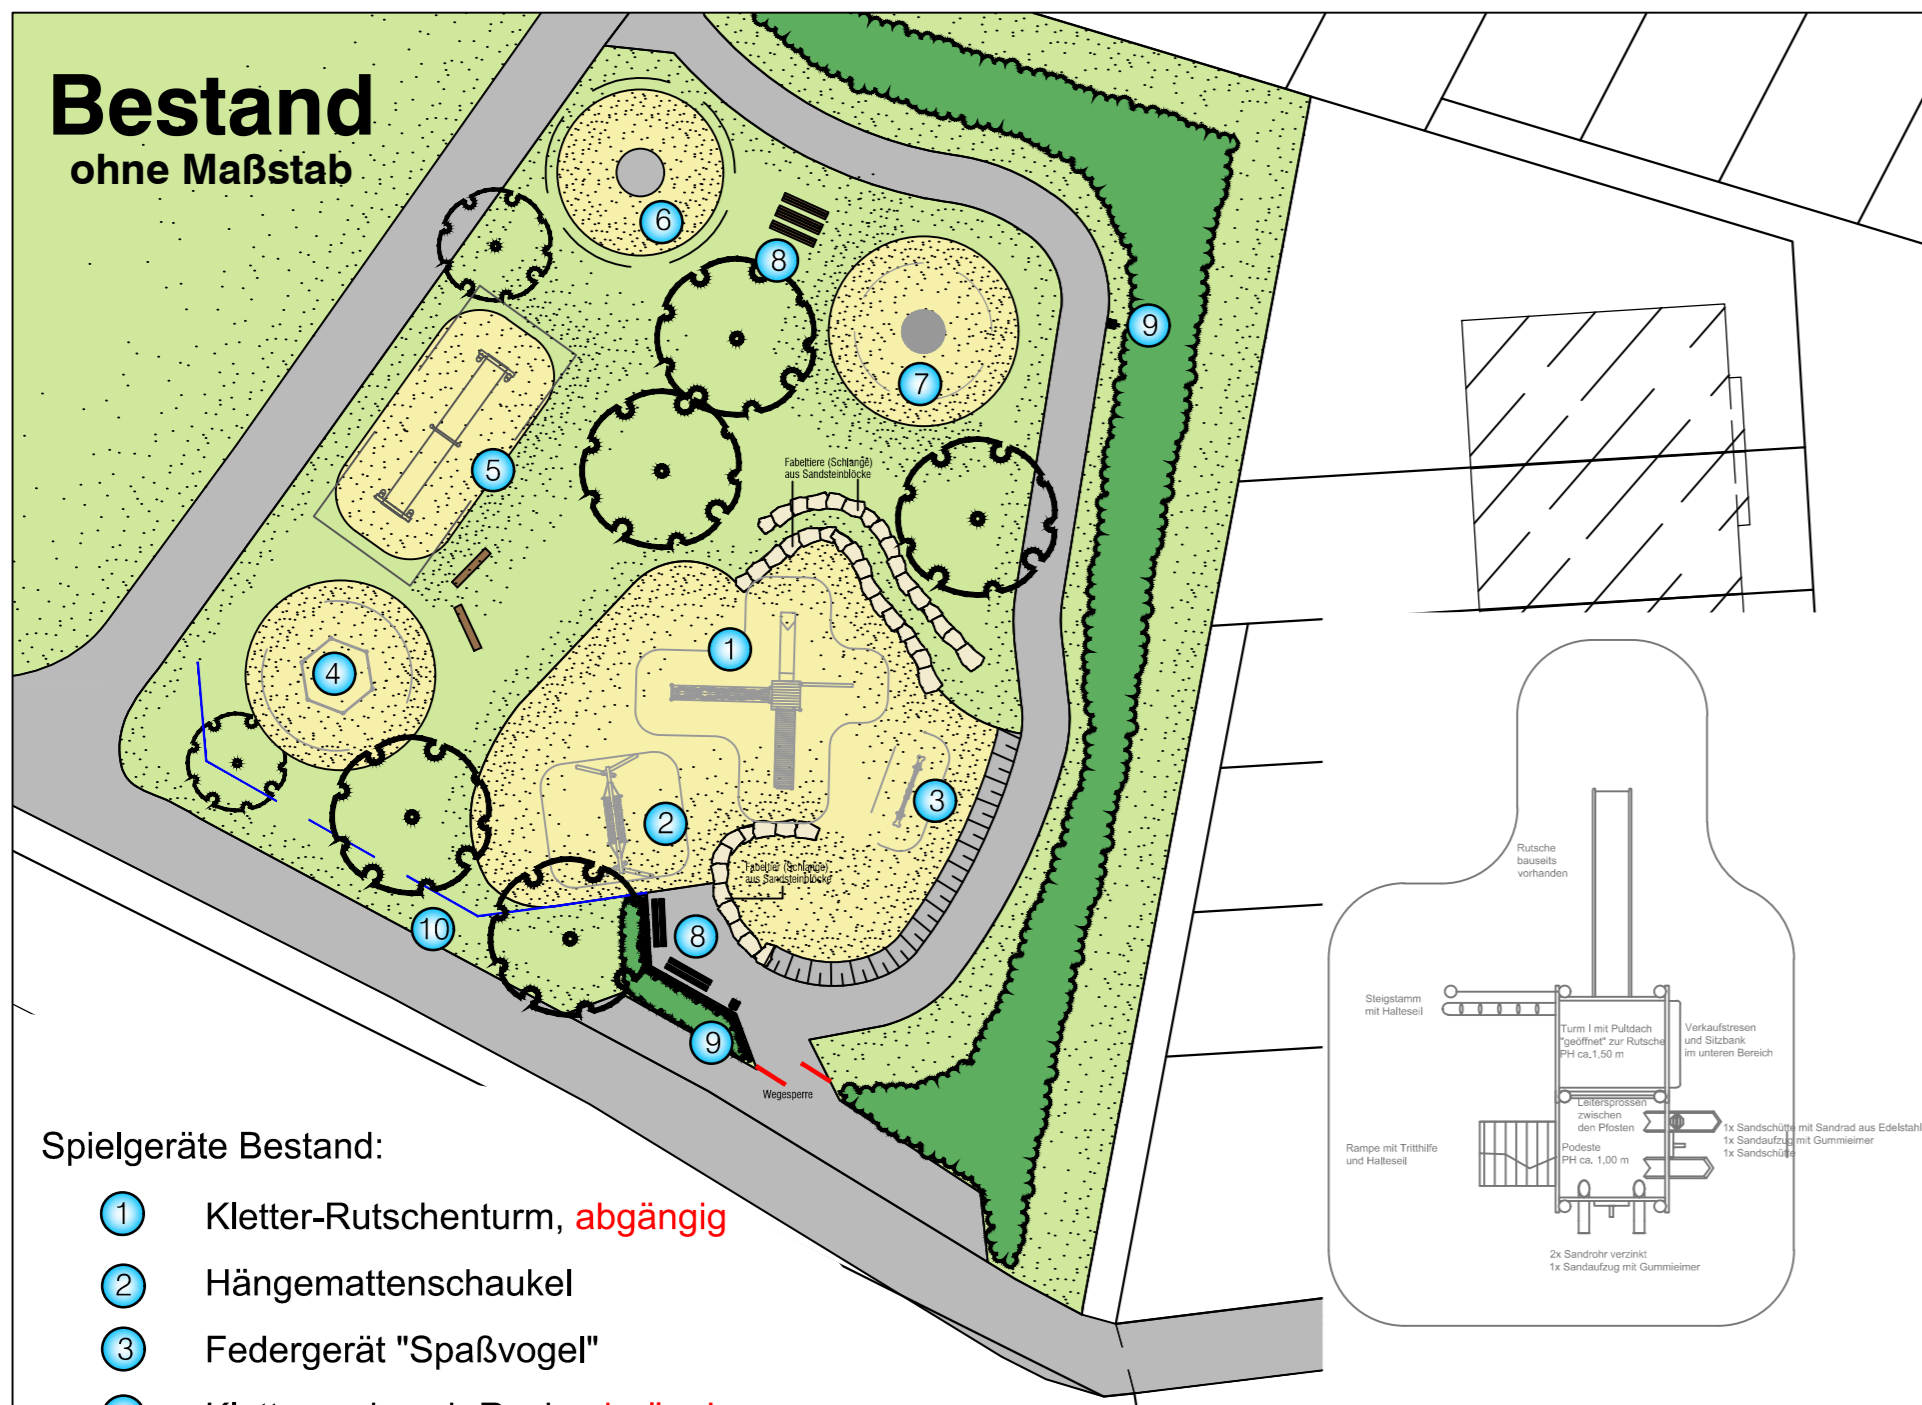 Bestand
ohne Maßstab
6
8
9
7
5
Fabeltiere (Schlange)
aus Sandsteinblöcke
1
4
3
2
Fabeltier (Schlange)
aus Sandsteinblöcke
10
8
9
Wegesperre
Rutsche
bauseits
vorhanden
Steigstamm
mit Halteseil
Turm I mit Pultdach
"geöffnet" zur Rutsche
PH ca.1,50 m
Verkaufstresen
und Sitzbank
im unteren Bereich
Leitersprossen
zwischen
den Pfosten
1x Sandschütte mit Sandrad aus Edelstahl
1x Sandaufzug mit Gummieimer
1x Sandschütte
Rampe mit Tritthilfe
und Halteseil
Podeste
PH ca. 1,00 m
2x Sandrohr verzinkt
1x Sandaufzug mit Gummieimer
Spielgeräte Bestand:
1 Kletter-Rutschenturm, abgängig
2 Hängemattenschaukel
3 Federgerät "Spaßvogel"